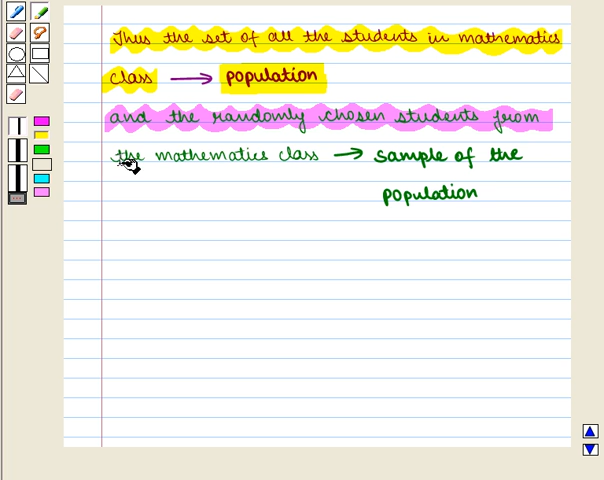 Thus the set of all the students in mathematics
class → population
and the randomly chosen students from
the mathematics class → sample of the
population